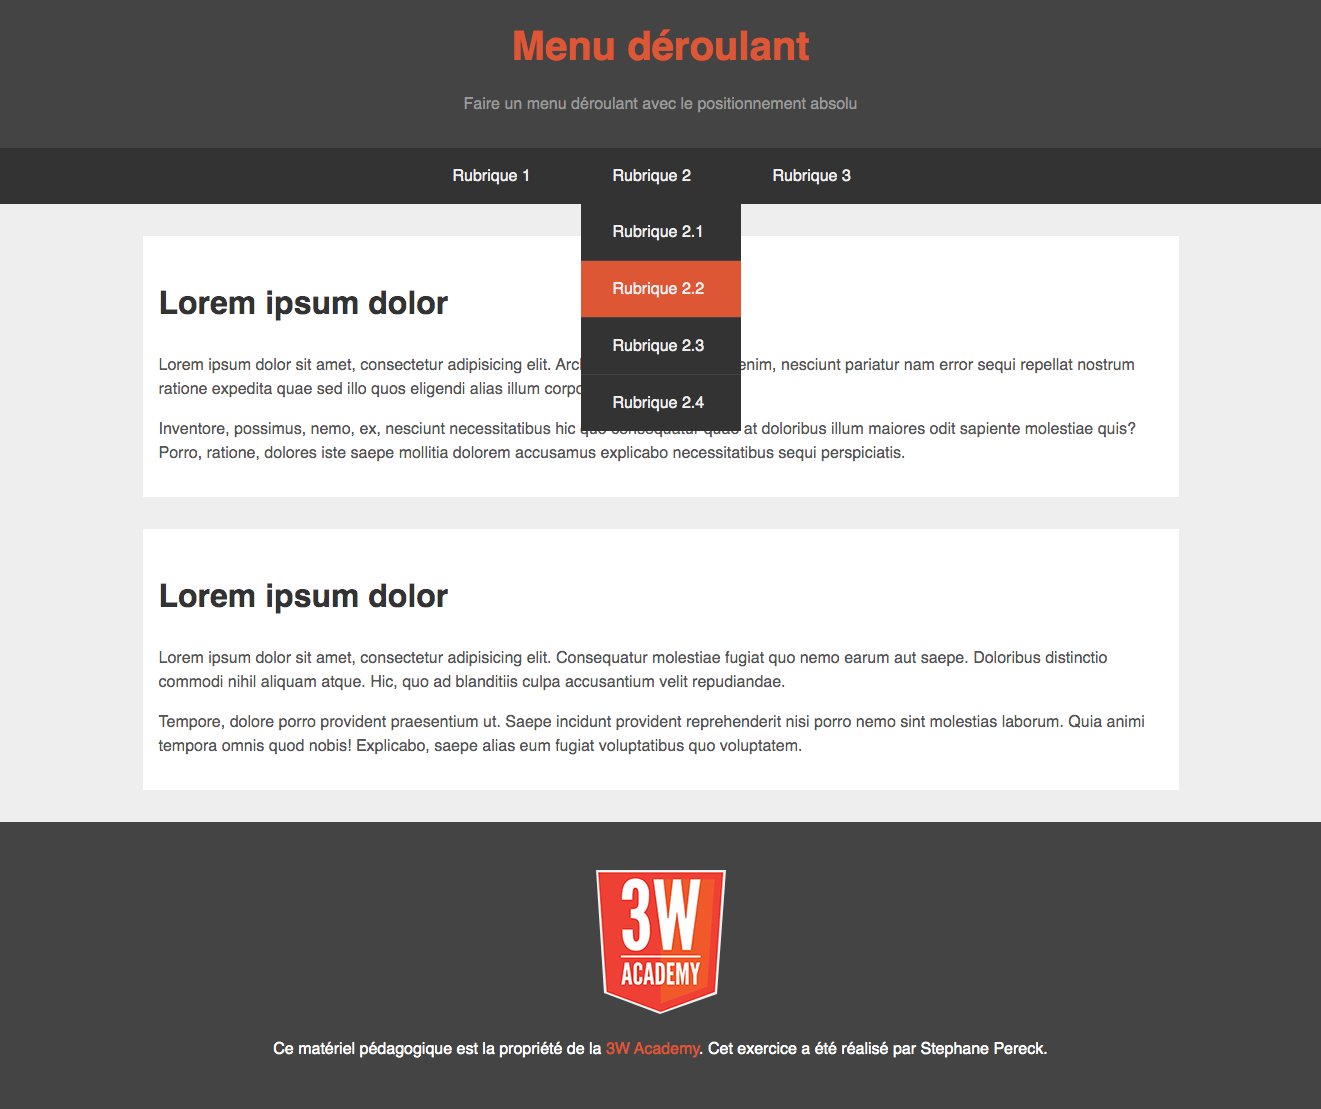 Menu déroulant
Faire un menu déroulant avec le positionnement absolu
Rubrique 1 Rubrique 2 Rubrique 3
Rubrique 2.1
Rubrique 2.2
Rubrique 2.3
Rubrique 2.4
Lorem ipsum dolor
Lorem ipsum dolor sit amet, consectetur adipisicing elit. enim, nesciunt pariatur nam error sequi repellat nostrum
ratione expedita quae sed illo quos eligendi alias illum
Inventore, possimus, nemo, ex, nesciunt necessitatibus hic quo consequatur quae at doloribus illum maiores odit sapiente molestiae quis?
Porro, ratione, dolores iste saepe mollitia dolorem accusamus explicabo necessitatibus sequi perspiciatis.
Lorem ipsum dolor
Lorem ipsum dolor sit amet, consectetur adipisicing elit. Consequatur molestiae fugiat quo nemo earum aut saepe. Doloribus distinctio
commodi nihil aliquam atque. Hic, quo ad blanditiis culpa accusantium velit repudiandae.
Tempore, dolore porro provident praesentium ut. Saepe incidunt provident reprehenderit nisi porro nemo sint molestias laborum. Quia animi
tempora omnis quod nobis! Explicabo, saepe alias eum fugiat voluptatibus quo voluptatem.
3W
ACADEMY
Ce matériel pédagogique est la propriété de la 3W Academy. Cet exercice a été réalisé par Stephane Pereck.